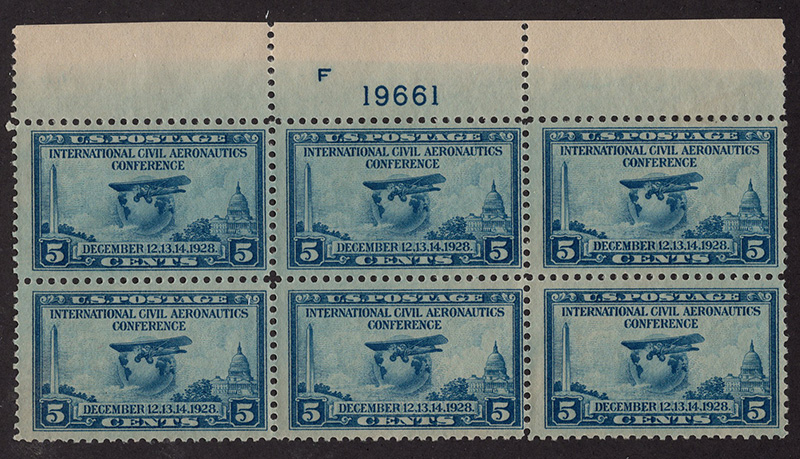 F
19661
U.S. POSTAGE U.S. POSTAGE U.S. POSTAGE
INTERNATIONAL CIVIL AERONAUTICS INTERNATIONAL CIVIL AERONAUTICS INTERNATIONAL CIVIL AERONAUTICS
CONFERENCE CONFERENCE CONFERENCE
5 DECEMBER 12.13.14.1928. 5 5 DECEMBER 12.13.14.1928. 5 5 DECEMBER 12.13.14.1928. 5
CENTS CENTS CENTS
U.S. POSTAGE U.S. POSTAGE U.S. POSTAGE
INTERNATIONAL CIVIL AERONAUTICS INTERNATIONAL CIVIL AERONAUTICS INTERNATIONAL CIVIL AERONAUTICS
CONFERENCE CONFERENCE CONFERENCE
5 DECEMBER 12.13.14.1928. 5 5 DECEMBER 12.13.14.1928. 5 5 DECEMBER 12.13.14.1928. 5
CENTS CENTS CENTS